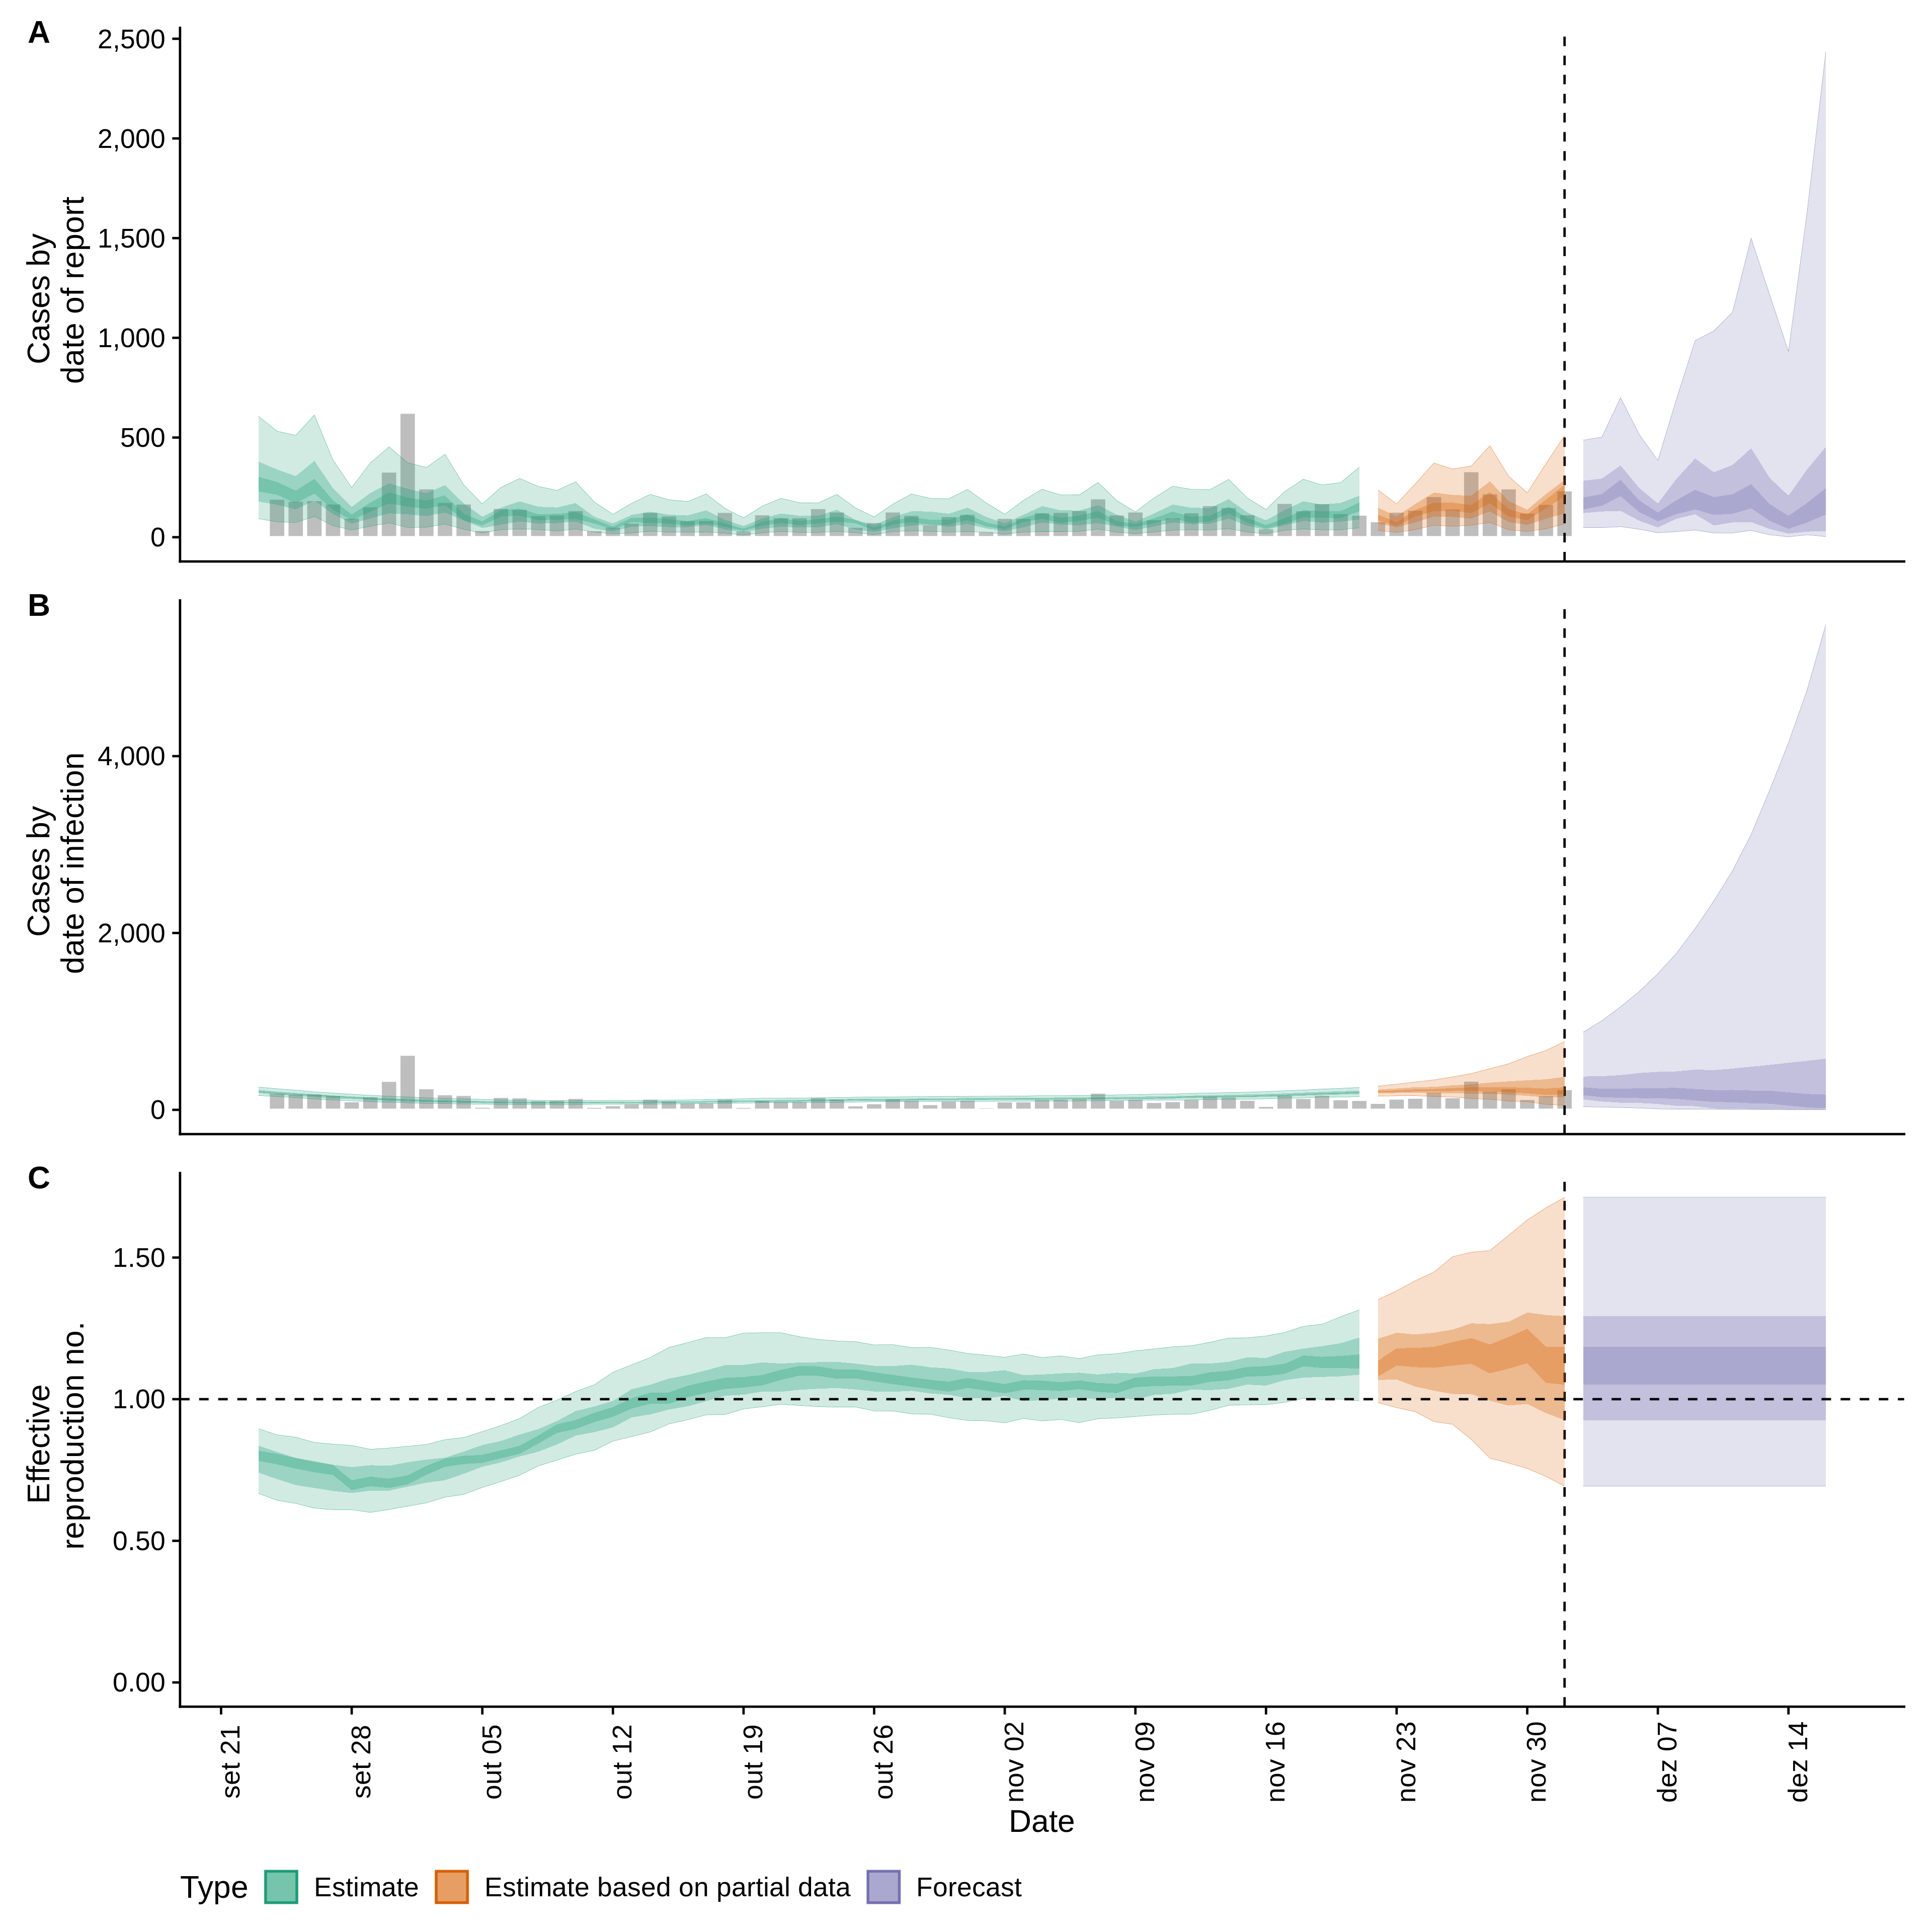 A
2,500
2,000
1,500
1,000
500
0
Cases by
date of report
B
4,000
2,000
0
Cases by
date of infection
C
1.50
1.00
0.50
0.00
Effective
reproduction no.
set 21
set 28
out 05
out 12
out 19
out 26
nov 02
nov 09
nov 16
nov 23
nov 30
dez 07
dez 14
Date
Type
Estimate
Estimate based on partial data
Forecast